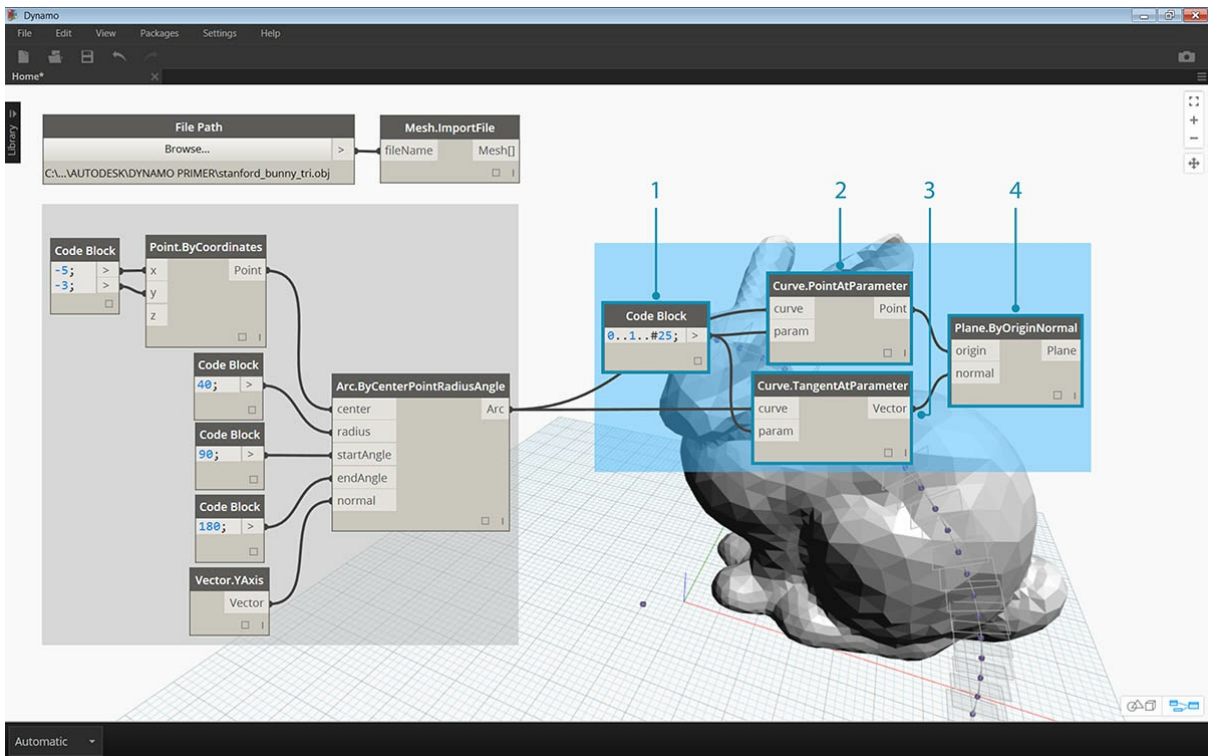 Dynamo
File Edit View Packages Settings Help
Home*
Library
File Path
Browse... >
C:\...\AUTODESK\DYNAMO PRIMER\stanford_bunny_tri.obj
Mesh.ImportFile
fileName Mesh[]
Code Block
-5; >
-3; >
Point.ByCoordinates
x Point
y
z
Code Block
40; >
Code Block
90; >
Code Block
180; >
Vector.YAxis
Vector
Arc.ByCenterPointRadiusAngle
center Arc
radius
startAngle
endAngle
normal
1
2
3
4
Code Block
0..1..#25; >
Curve.PointAtParameter
curve Point
param
Curve.TangentAtParameter
curve Vector
param
Plane.ByOriginNormal
origin Plane
normal
Automatic